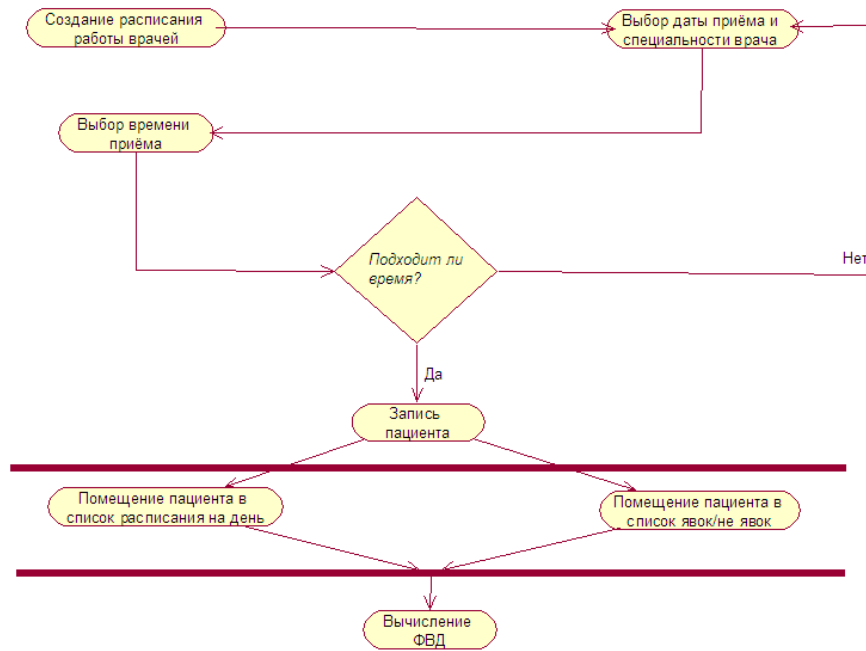 Создание расписания
работы врачей
Выбор даты приёма и
специальности врача
Выбор времени
приёма
Подходит ли
время?
Нет
Да
Запись
пациента
Помещение пациента в
список расписания на день
Помещение пациента в
список явок/не явок
Вычисление
ФВД